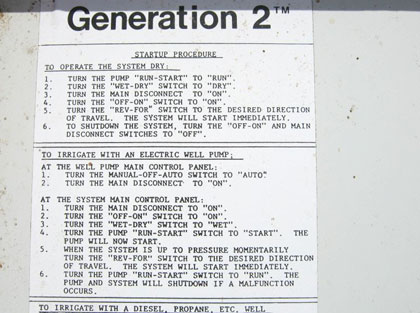 Generation 2™
STARTUP PROCEDURE
TO OPERATE THE SYSTEM DRY:
1. TURN THE PUMP "RUN-START" TO "RUN".
2. TURN THE "WET-DRY" SWITCH TO "DRY".
3. TURN THE MAIN DISCONNECT TO "ON".
4. TURN THE "OFF-ON" SWITCH TO "ON".
5. TURN THE "REV-FOR" SWITCH TO THE DESIRED DIRECTION
OF TRAVEL. THE SYSTEM WILL START IMMEDIATELY.
6. TO SHUTDOWN THE SYSTEM, TURN THE "OFF-ON" AND MAIN
DISCONNECT SWITCHES TO "OFF".
TO IRRIGATE WITH AN ELECTRIC WELL PUMP:
AT THE WELL PUMP MAIN CONTROL PANEL:
1. TURN THE MANUAL-OFF-AUTO SWITCH TO "AUTO"
2. TURN THE MAIN DISCONNECT TO "ON".
AT THE SYSTEM MAIN CONTROL PANEL:
1. TURN THE MAIN DISCONNECT TO "ON".
2. TURN THE "OFF-ON" SWITCH TO "ON".
3. TURN THE "WET-DRY" SWITCH TO "WET".
4. TURN THE PUMP "RUN-START" SWITCH TO "START". THE
PUMP WILL NOW START.
5. WHEN THE SYSTEM IS UP TO PRESSURE MOMENTARILY
TURN THE "REV-FOR" SWITCH TO THE DESIRED DIRECTION
OF TRAVEL. THE SYSTEM WILL START IMMEDIATELY.
6. TURN THE PUMP "RUN-START" SWITCH TO "RUN". THE
PUMP AND SYSTEM WILL SHUTDOWN IF A MALFUNCTION
OCCURS.
TO IRRIGATE WITH A DIESEL, PROPANE, ETC. WELL